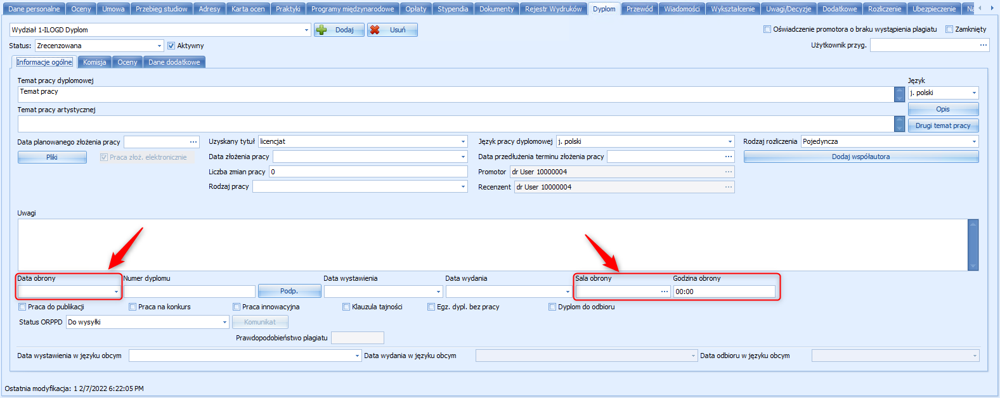 Dane personalne Oceny Umowa Przebieg studiow Adresy Karta ocen Praktyki Programy międzynarodowe Opłaty Stypendia Dokumenty Rejestr Wydruków Dyplom Przewód Wiadomości Wykształcenie Uwagi/Decyzje Dodatkowe Rozliczenie Ubezpieczenie Na
Wydział 1-ILOGD Dyplom Dodaj Usuń Oświadczenie promotora o braku wystąpienia plagiatu Zamknięty
Status: Zrecenzowana Aktywny Użytkownik przyg. ...
Informacje ogólne Komisja Oceny Dane dodatkowe
Temat pracy dyplomowej Język
Temat pracy j. polski
Temat pracy artystycznej Opis
Drugi temat pracy
Data planowanego złożenia pracy ... Uzyskany tytuł licencjat Język pracy dyplomowej j. polski Rodzaj rozliczenia Pojedyncza
Pliki Praca złoż. elektronicznie Data złożenia pracy Data przedłużenia terminu złożenia pracy ... Dodaj współautora
Liczba zmian pracy 0 Promotor dr User 10000004 ...
Rodzaj pracy Recenzent dr User 10000004 ...
Uwagi
Data obrony Numer dyplomu Data wystawienia Data wydania Sala obrony Godzina obrony
Podp. ... 00:00
Praca do publikacji Praca na konkurs Praca innowacyjna Klauzula tajności Egz. dypl. bez pracy Dyplom do odbioru
Status ORPPD Do wysyłki Komunikat
Prawdopodobieństwo plagiatu
Data wystawienia w języku obcym Data wydania w języku obcym Data odbioru w języku obcym
Ostatnia modyfikacja: 1 2/7/2022 6:22:05 PM